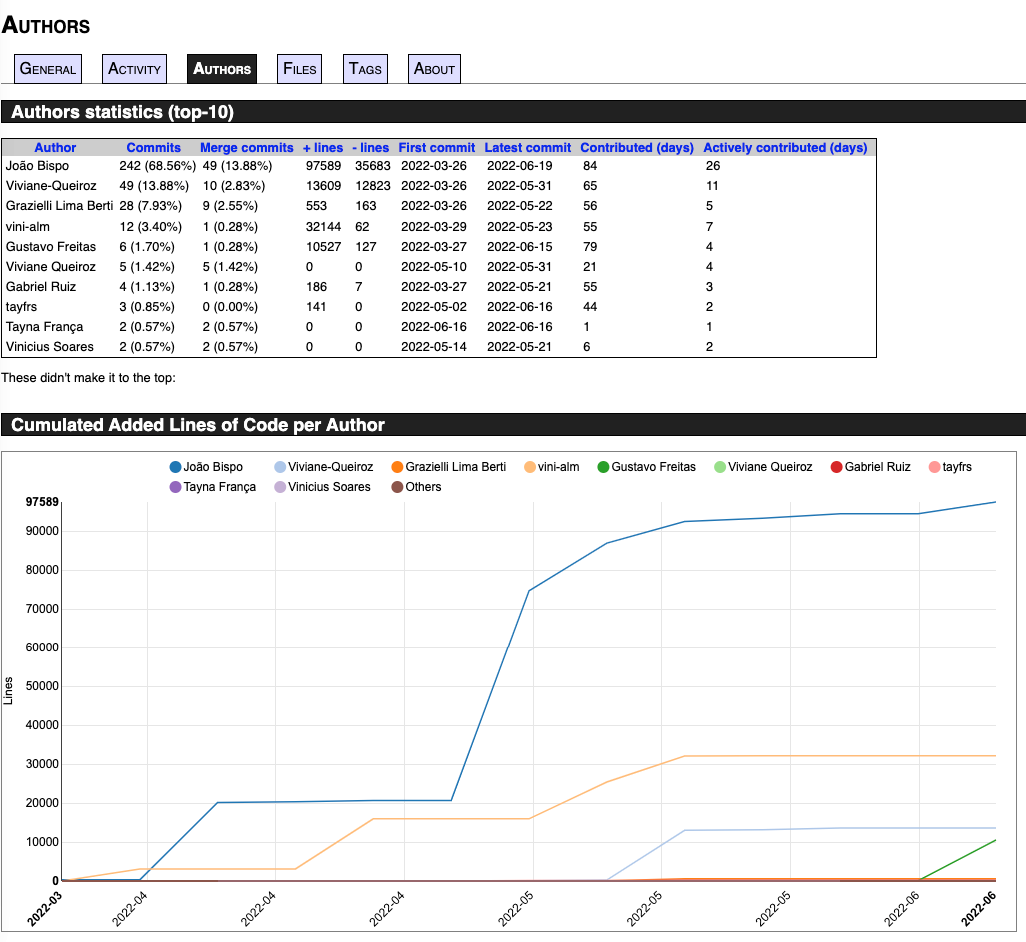 AUTHORS
GENERAL ACTIVITY AUTHORS FILES TAGS ABOUT
Authors statistics (top-10)
Author Commits Merge commits + lines - lines First commit Latest commit Contributed (days) Actively contributed (days)
João Bispo 242 (68.56%) 49 (13.88%) 97589 35683 2022-03-26 2022-06-19 84 26
Viviane-Queiroz 49 (13.88%) 10 (2.83%) 13609 12823 2022-03-26 2022-05-31 65 11
Grazielli Lima Berti 28 (7.93%) 9 (2.55%) 553 163 2022-03-26 2022-05-22 56 5
vini-alm 12 (3.40%) 1 (0.28%) 32144 62 2022-03-29 2022-05-23 55 7
Gustavo Freitas 6 (1.70%) 1 (0.28%) 10527 127 2022-03-27 2022-06-15 79 4
Viviane Queiroz 5 (1.42%) 5 (1.42%) 0 0 2022-05-10 2022-05-31 21 4
Gabriel Ruiz 4 (1.13%) 1 (0.28%) 186 7 2022-03-27 2022-05-21 55 3
tayfrs 3 (0.85%) 0 (0.00%) 141 0 2022-05-02 2022-06-16 44 2
Tayna França 2 (0.57%) 2 (0.57%) 0 0 2022-06-16 2022-06-16 1 1
Vinicius Soares 2 (0.57%) 2 (0.57%) 0 0 2022-05-14 2022-05-21 6 2
These didn't make it to the top:
Cumulated Added Lines of Code per Author
João Bispo Viviane-Queiroz Grazielli Lima Berti vini-alm Gustavo Freitas Viviane Queiroz Gabriel Ruiz tayfrs
Tayna França Vinicius Soares Others
97589
90000
80000
70000
60000
50000
40000
30000
20000
10000
0
Lines
2022-03 2022-04 2022-04 2022-04 2022-05 2022-05 2022-05 2022-06 2022-06